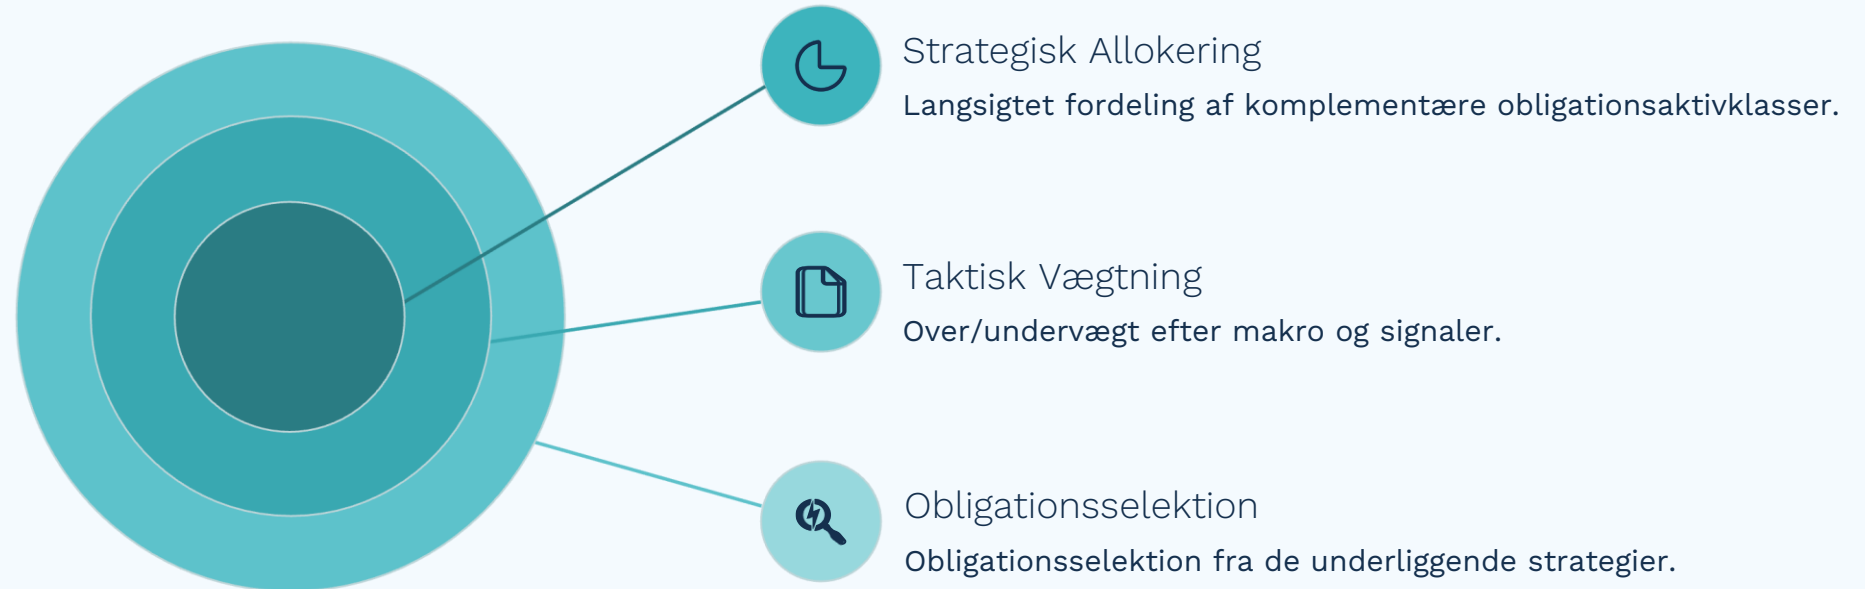 Strategisk Allokering
Langsigtet fordeling af komplementære obligationsaktivklasser.
Taktisk Vægtning
Over/undervægt efter makro og signaler.
Obligationsselektion
Obligationsselektion fra de underliggende strategier.